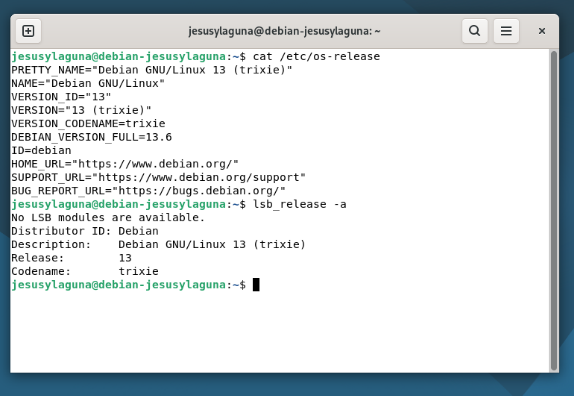 jesusylaguna@debian-jesusylaguna: ~
jesusylaguna@debian-jesusylaguna:~$ cat /etc/os-release
PRETTY_NAME="Debian GNU/Linux 13 (trixie)"
NAME="Debian GNU/Linux"
VERSION_ID="13"
VERSION="13 (trixie)"
VERSION_CODENAME=trixie
DEBIAN_VERSION_FULL=13.6
ID=debian
HOME_URL="https://www.debian.org/"
SUPPORT_URL="https://www.debian.org/support"
BUG_REPORT_URL="https://bugs.debian.org/"
jesusylaguna@debian-jesusylaguna:~$ lsb_release -a
No LSB modules are available.
Distributor ID: Debian
Description:    Debian GNU/Linux 13 (trixie)
Release:        13
Codename:       trixie
jesusylaguna@debian-jesusylaguna:~$